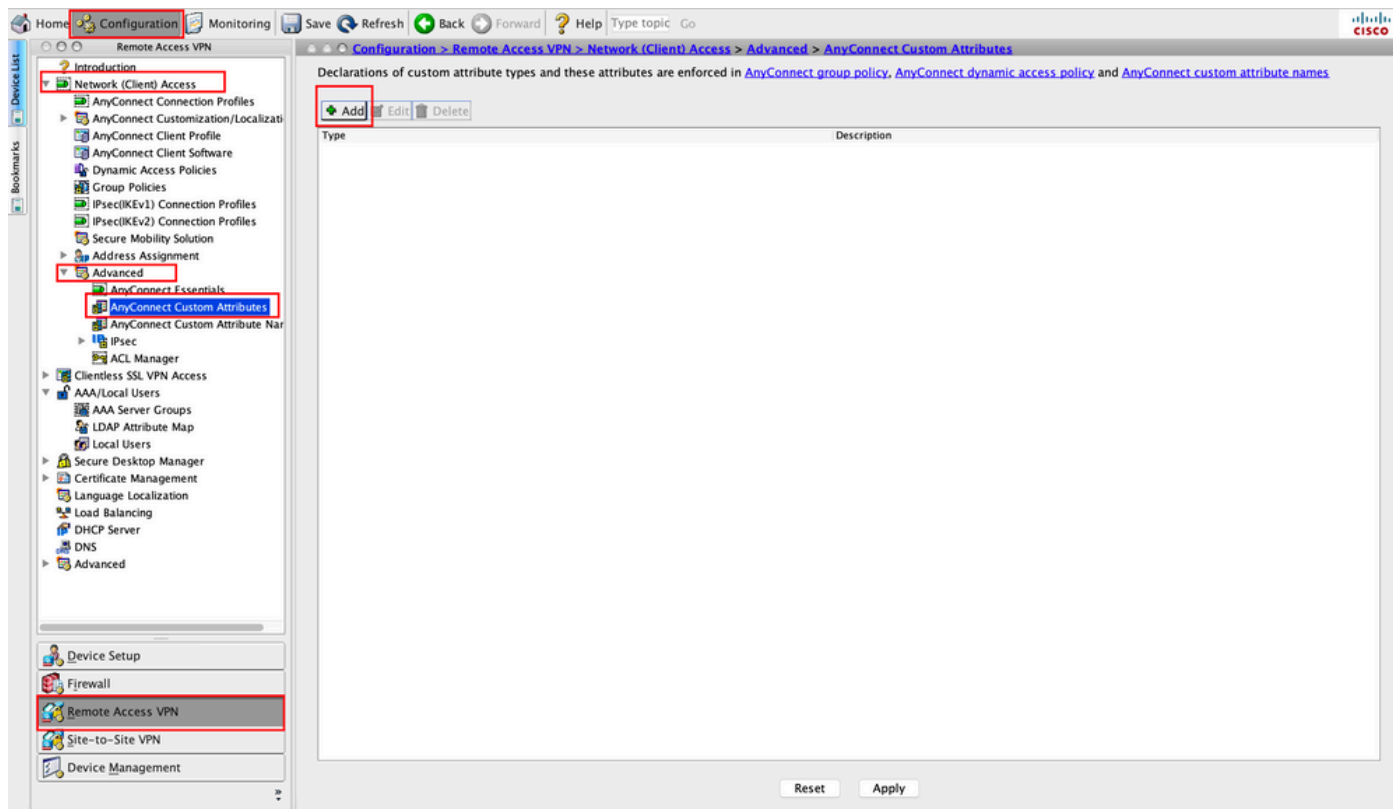 Home Configuration Monitoring Save Refresh Back Forward Help Type topic Go
CISCO
Device List
Bookmarks
Remote Access VPN
Introduction
Network (Client) Access
AnyConnect Connection Profiles
AnyConnect Customization/Localizati
AnyConnect Client Profile
AnyConnect Client Software
Dynamic Access Policies
Group Policies
IPsec(IKEv1) Connection Profiles
IPsec(IKEv2) Connection Profiles
Secure Mobility Solution
Address Assignment
Advanced
AnyConnect Essentials
AnyConnect Custom Attributes
AnyConnect Custom Attribute Nar
IPsec
ACL Manager
Clientless SSL VPN Access
AAA/Local Users
AAA Server Groups
LDAP Attribute Map
Local Users
Secure Desktop Manager
Certificate Management
Language Localization
Load Balancing
DHCP Server
DNS
Advanced
Device Setup
Firewall
Remote Access VPN
Site-to-Site VPN
Device Management
Configuration > Remote Access VPN > Network (Client) Access > Advanced > AnyConnect Custom Attributes
Declarations of custom attribute types and these attributes are enforced in AnyConnect group policy, AnyConnect dynamic access policy and AnyConnect custom attribute names
Add Edit Delete
Type Description
Reset Apply